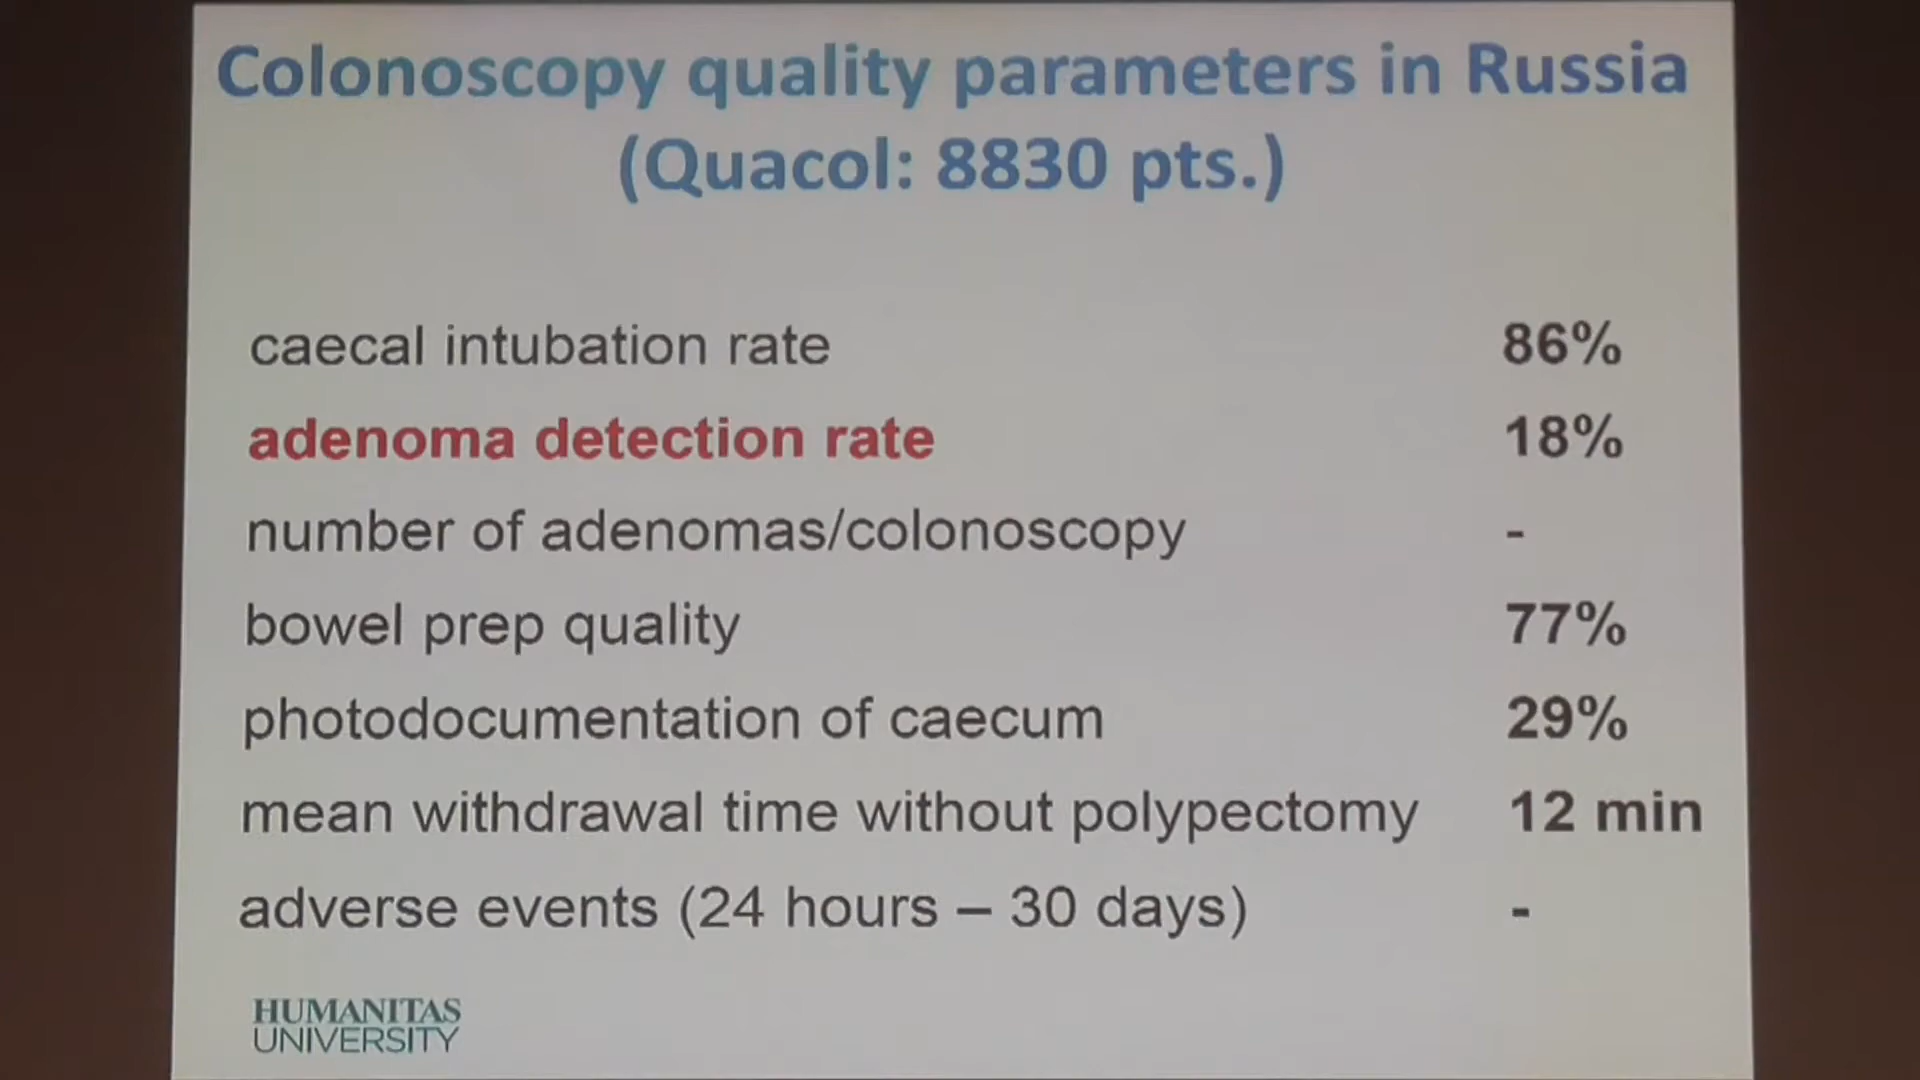 Colonoscopy quality parameters in Russia
(Quacol: 8830 pts.)
caecal intubation rate 86%
adenoma detection rate 18%
number of adenomas/colonoscopy -
bowel prep quality 77%
photodocumentation of caecum 29%
mean withdrawal time without polypectomy 12 min
adverse events (24 hours – 30 days) -
HUMANITAS
UNIVERSITY